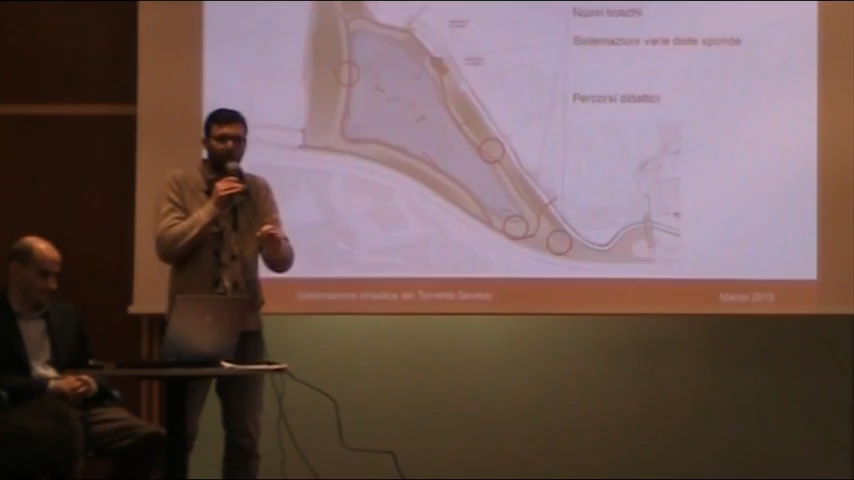 Nuovi boschi
Sistemazioni varie delle sponde
Percorsi didattici
Sistemazione idraulica del Torrente Seveso
Marzo 2015